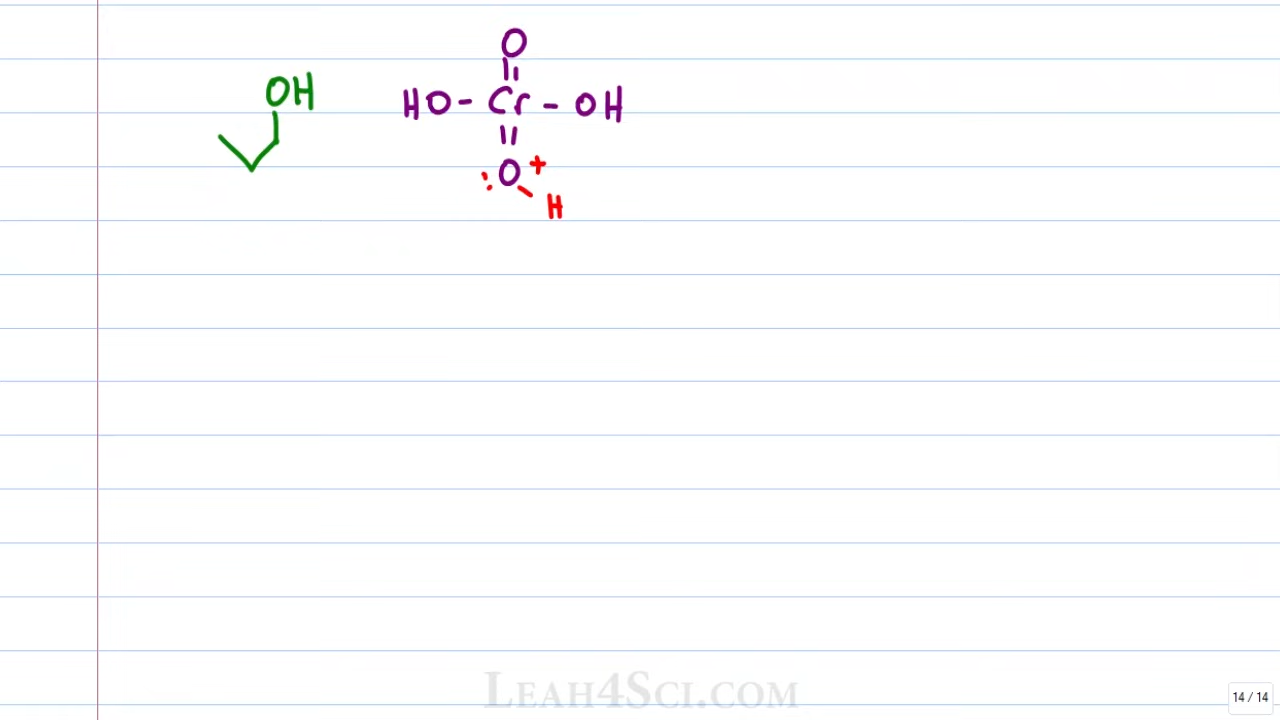 O
OH
HO - Cr - OH
: O +
H
LEAH4SCI.COM
14 / 14